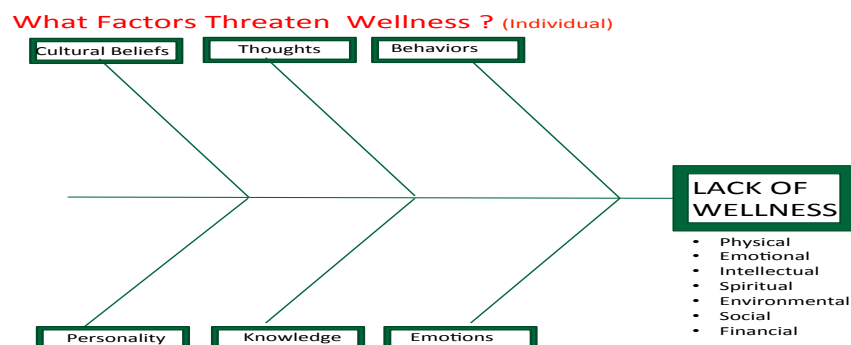 What Factors Threaten Wellness ? (Individual)
Cultural Beliefs
Thoughts
Behaviors
LACK OF
WELLNESS
• Physical
• Emotional
• Intellectual
• Spiritual
• Environmental
• Social
• Financial
Personality
Knowledge
Emotions